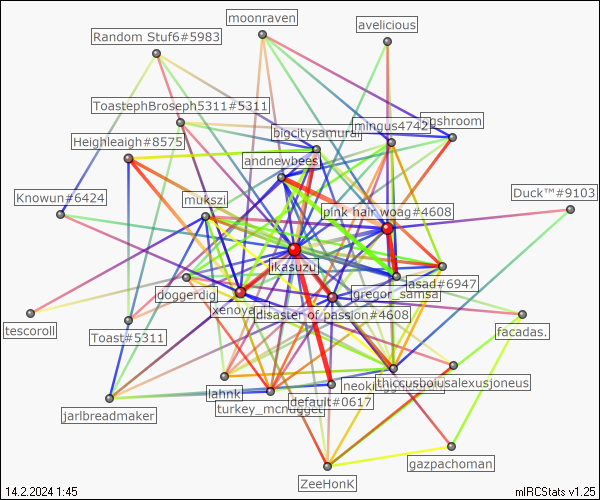 moonraven
avelicious
Random Stuf6#5983
ToastephBroseph5311#5311
mingus4742
gshroom
bigcitysamurai
Heighleigh#8575
andnewbees
Duck™#9103
Knowun#6424
mukszi
pink hair woag#4608
ikasuzu
asad#6947
doggerdig
gregor_samsa
xenoya
disaster of passion#4608
tescoroll
Toast#5311
facadas.
lahnk
thiccusboiusalexusjoneus
default#0617
turkey_mcnugget
jarlbreadmaker
gazpachoman
ZeeHonK
14.2.2024 1:45
mIRCStats v1.25